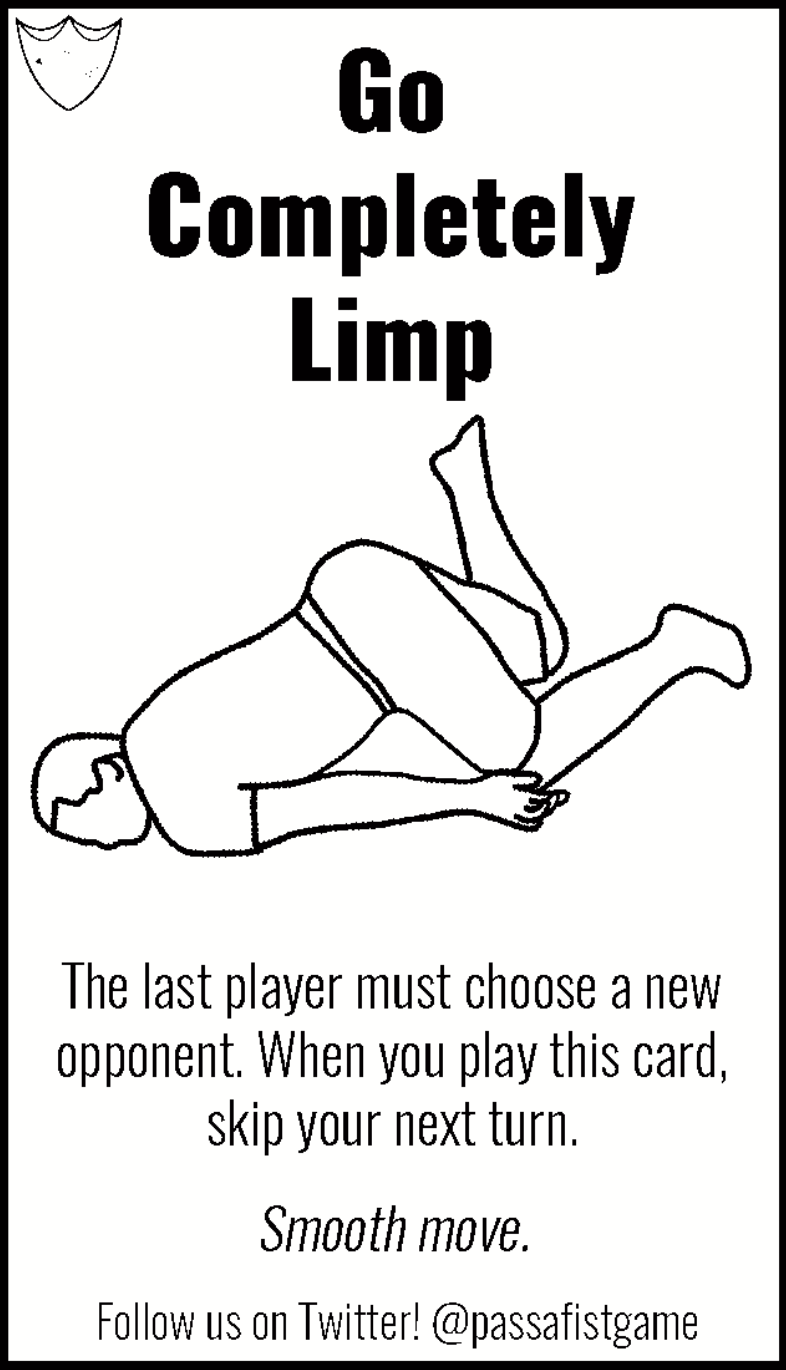 Go
Completely
Limp
The last player must choose a new
opponent. When you play this card,
skip your next turn.
Smooth move.
Follow us on Twitter! @passafistgame